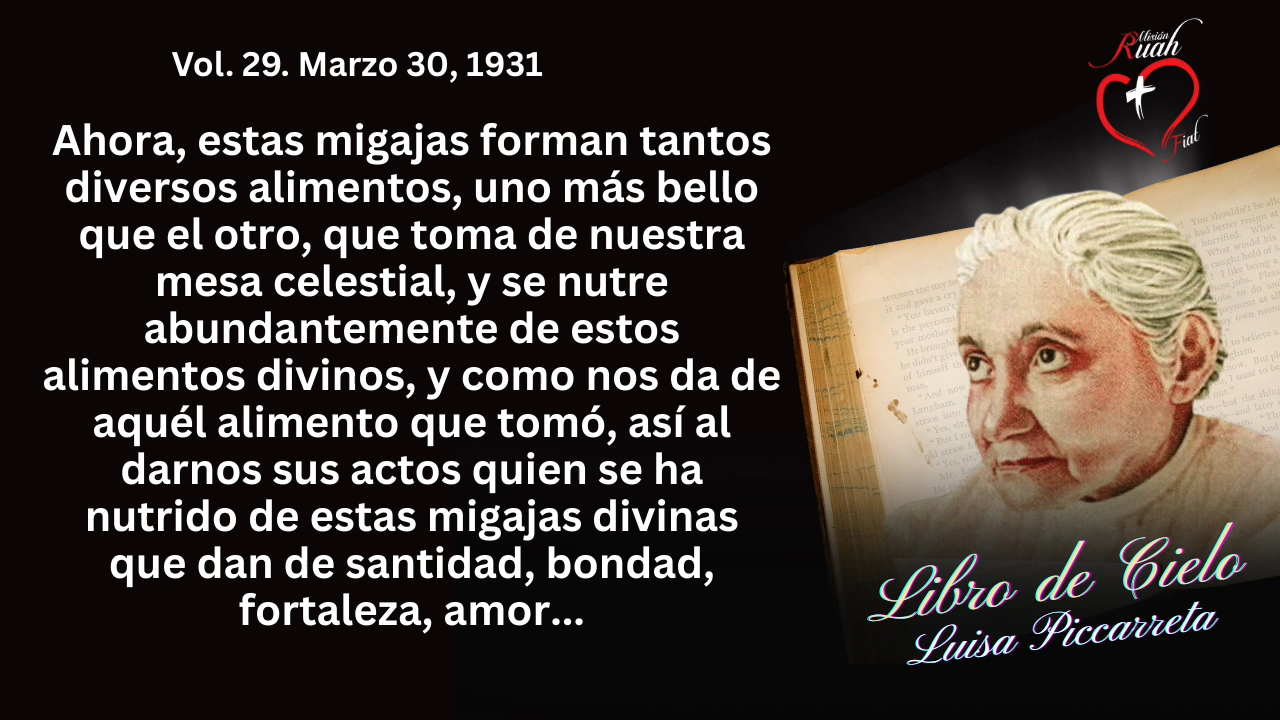 Vol. 29. Marzo 30, 1931
Misión
Ruah
Fiat
Ahora, estas migajas forman tantos
diversos alimentos, uno más bello
que el otro, que toma de nuestra
mesa celestial, y se nutre
abundantemente de estos
alimentos divinos, y como nos da de
aquél alimento que tomó, así al
darnos sus actos quien se ha
nutrido de estas migajas divinas
que dan de santidad, bondad,
fortaleza, amor...
Libro de Cielo
Luisa Piccarreta